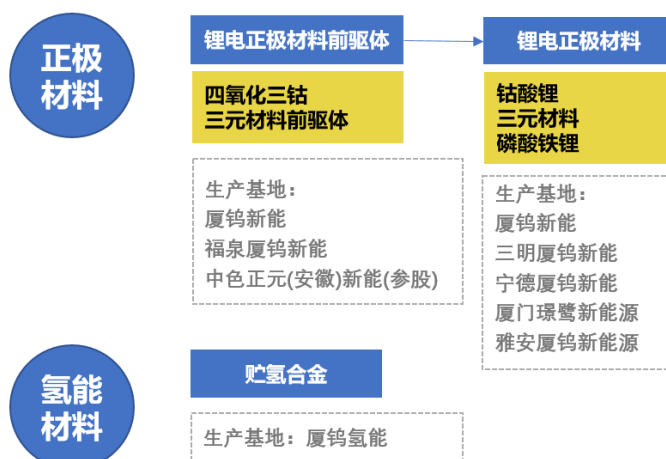 正极
材料
锂电正极材料前驱体
四氧化三钴
三元材料前驱体
生产基地：
厦钨新能
福泉厦钨新能
中色正元(安徽)新能(参股)
锂电正极材料
钴酸锂
三元材料
磷酸铁锂
生产基地：
厦钨新能
三明厦钨新能
宁德厦钨新能
厦门璟鹭新能源
雅安厦钨新能源
氢能
材料
贮氢合金
生产基地：厦钨氢能